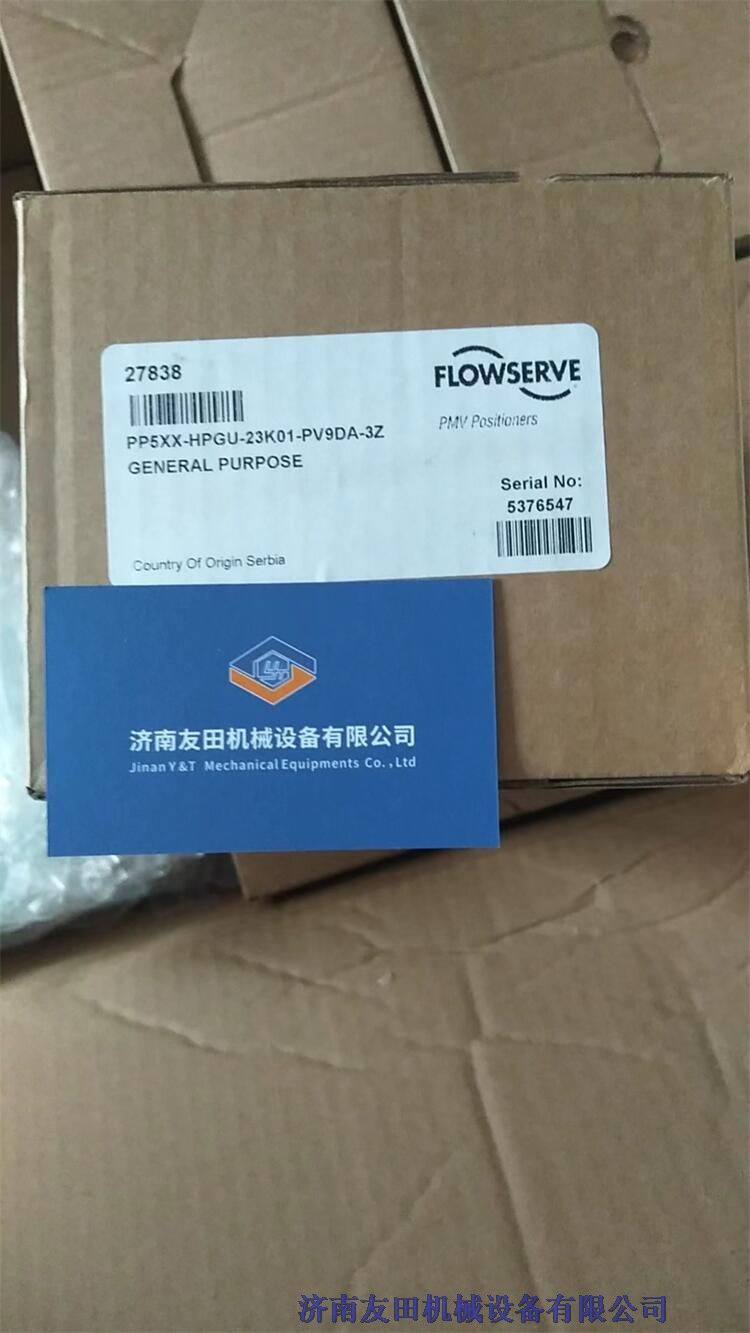 27838
FLOWSERVE
PMV Positioners
PP5XX-HPGU-23K01-PV9DA-3Z
GENERAL PURPOSE
Serial No:
5376547
Country Of Origin Serbia
济南友田机械设备有限公司
Jinan Y&T Mechanical Equipments Co.,Ltd
济南友田机械设备有限公司